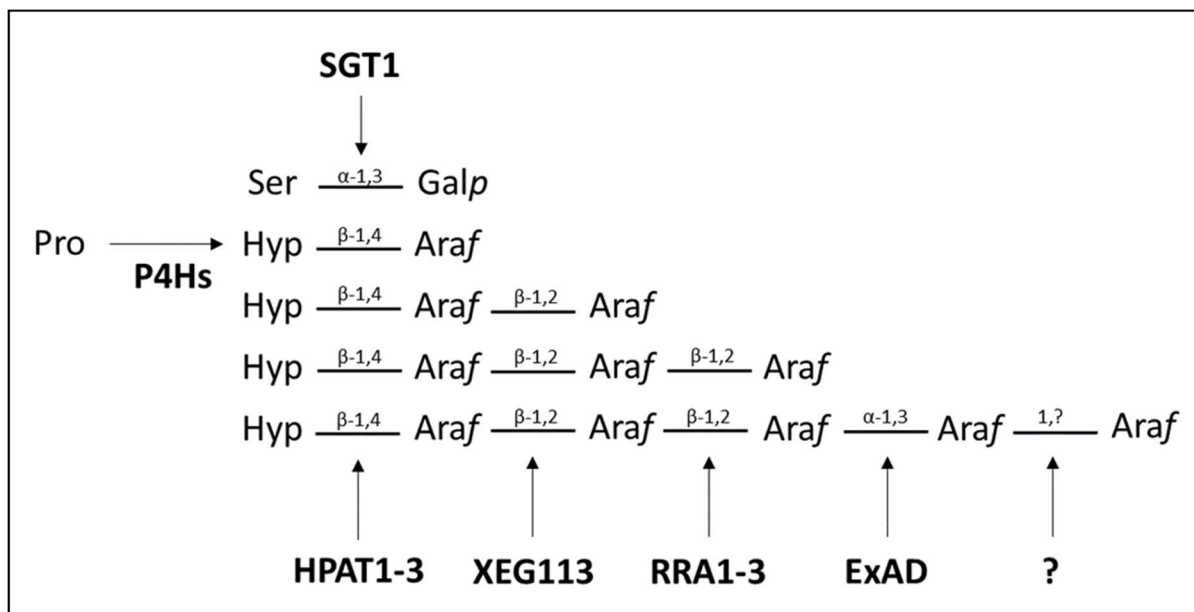 SGT1
Ser α-1,3 Galp
Pro Hyp β-1,4 Araf
P4Hs
Hyp β-1,4 Araf β-1,2 Araf
Hyp β-1,4 Araf β-1,2 Araf β-1,2 Araf
Hyp β-1,4 Araf β-1,2 Araf β-1,2 Araf α-1,3 Araf 1,? Araf
HPAT1-3 XEG113 RRA1-3 ExAD ?